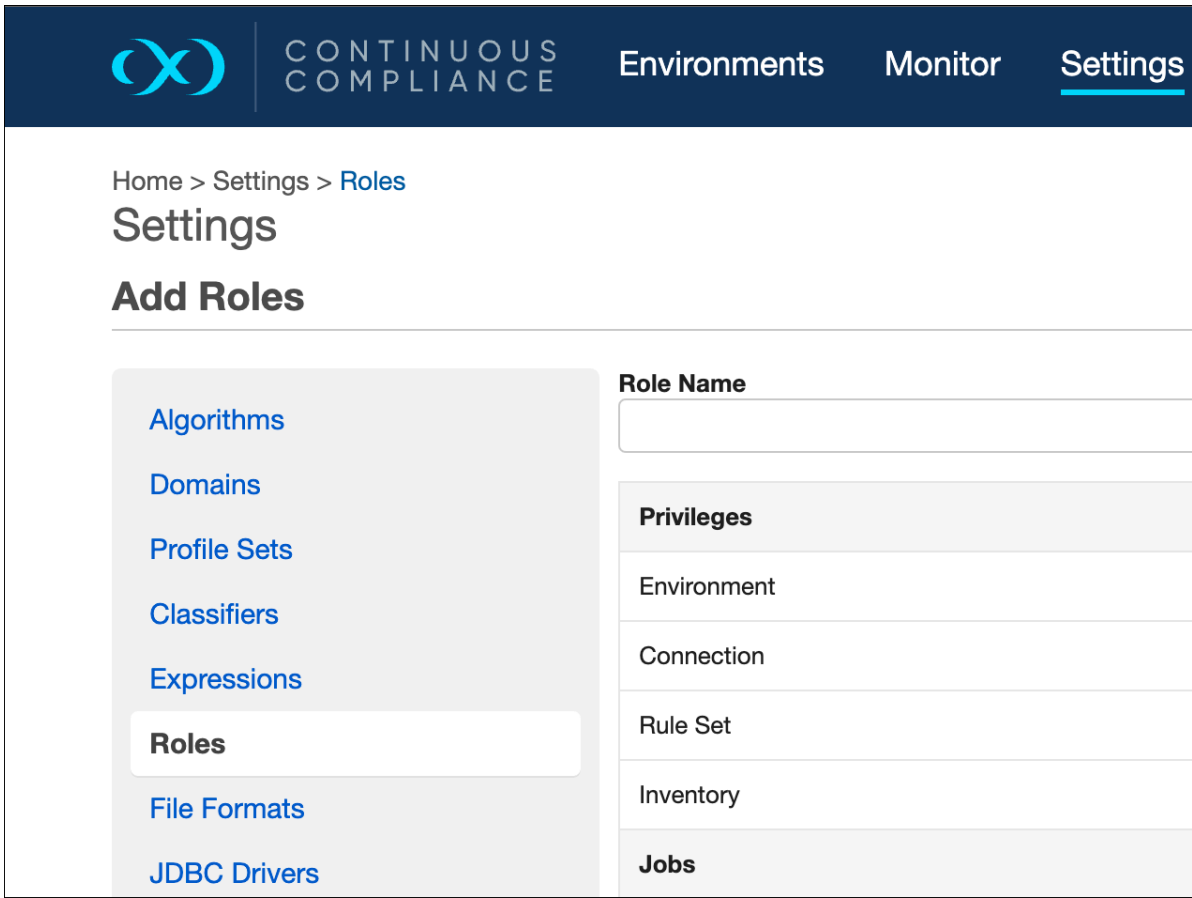 CONTINUOUS
COMPLIANCE
Environments Monitor Settings
Home > Settings > Roles
Settings
Add Roles
Algorithms
Domains
Profile Sets
Classifiers
Expressions
Roles
File Formats
JDBC Drivers
Role Name
Privileges
Environment
Connection
Rule Set
Inventory
Jobs